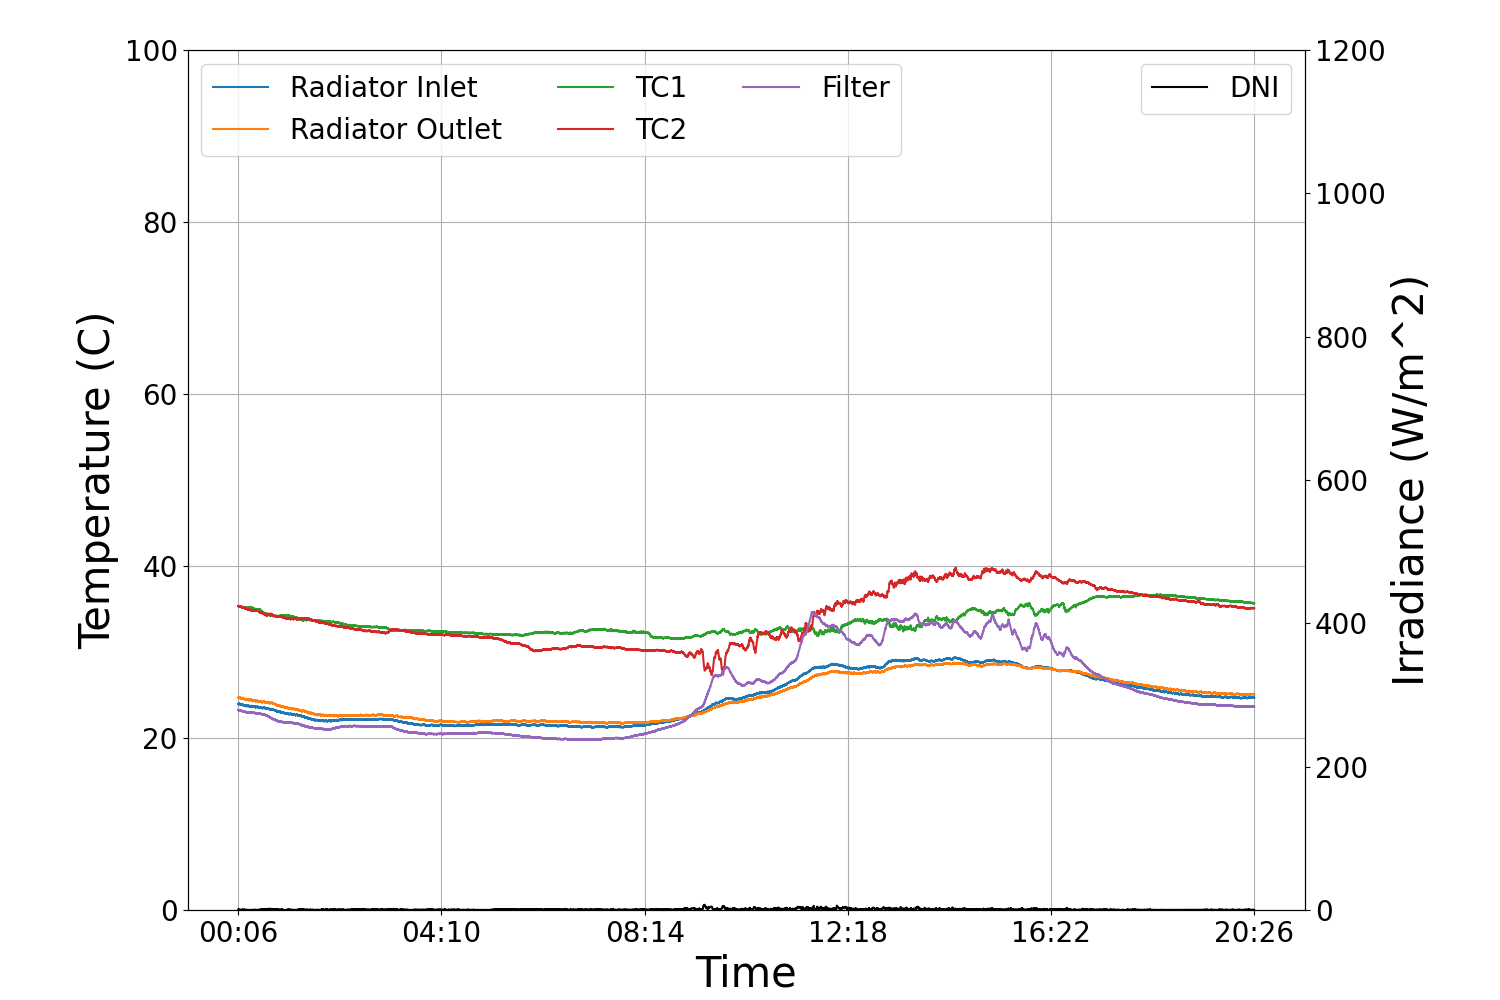 Radiator Inlet
Radiator Outlet
TC1
TC2
Filter
DNI
Temperature (C)
100
80
60
40
20
0
1200
1000
800
600
400
200
0
Irradiance (W/m^2)
00:06 04:10 08:14 12:18 16:22 20:26
Time